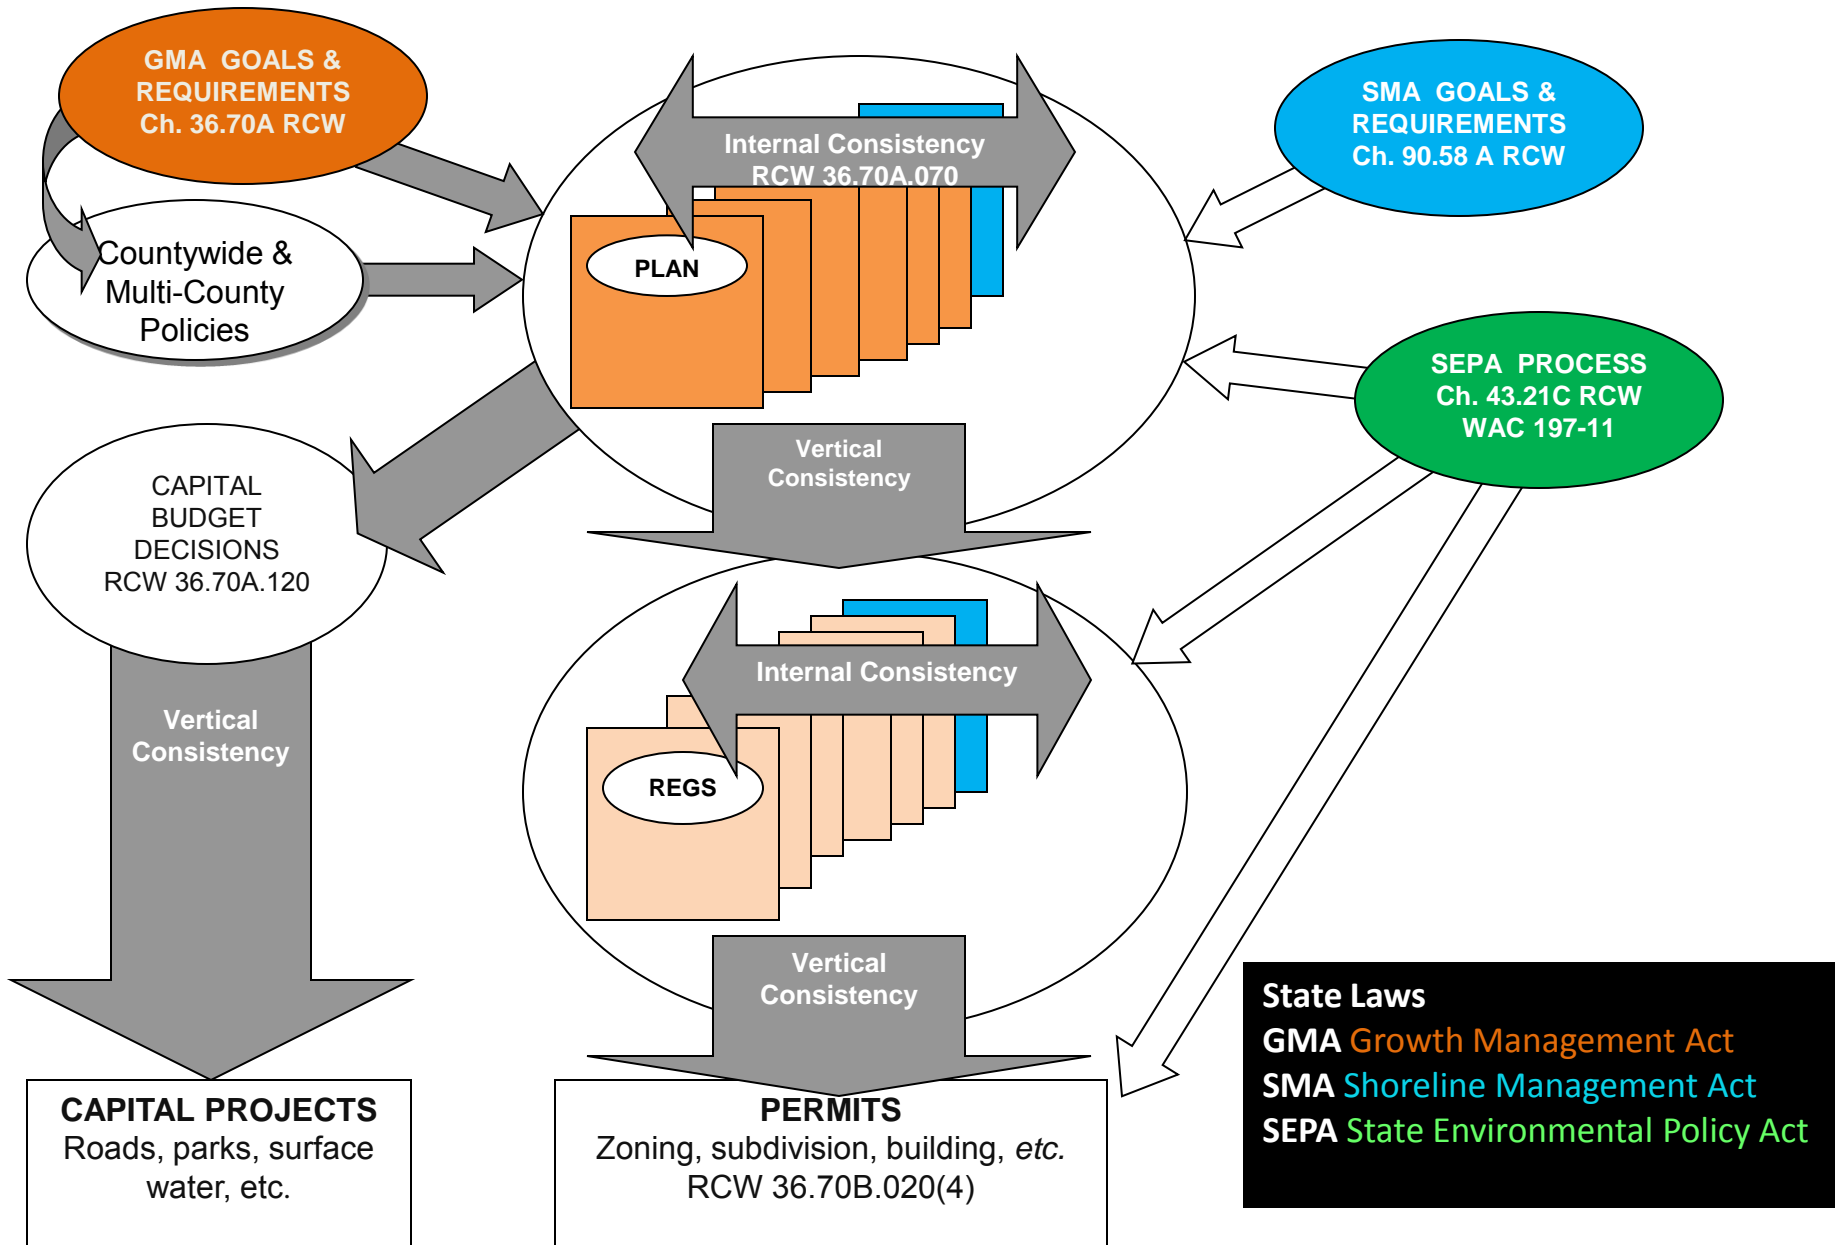 GMA GOALS &
REQUIREMENTS
Ch. 36.70A RCW
Internal Consistency
RCW 36.70A.070
SMA GOALS &
REQUIREMENTS
Ch. 90.58 A RCW
Countywide &
Multi-County
Policies
PLAN
SEPA PROCESS
Ch. 43.21C RCW
WAC 197-11
Vertical
Consistency
CAPITAL
BUDGET
DECISIONS
RCW 36.70A.120
Internal Consistency
Vertical
Consistency
REGS
Vertical
Consistency
State Laws
GMA Growth Management Act
SMA Shoreline Management Act
SEPA State Environmental Policy Act
CAPITAL PROJECTS
Roads, parks, surface
water, etc.
PERMITS
Zoning, subdivision, building, etc.
RCW 36.70B.020(4)